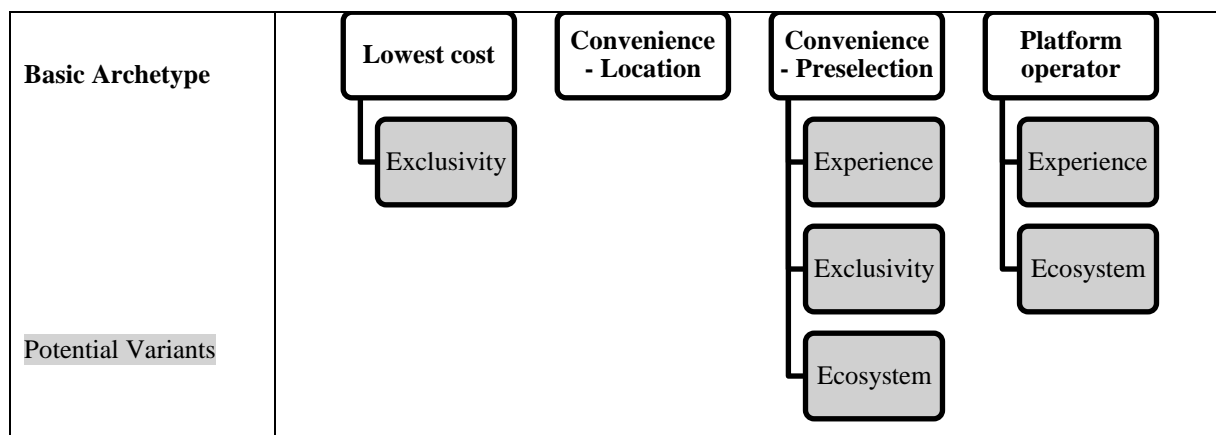 Basic Archetype
Lowest cost
Convenience
- Location
Convenience
- Preselection
Platform
operator
Exclusivity
Experience
Experience
Exclusivity
Ecosystem
Potential Variants
Ecosystem